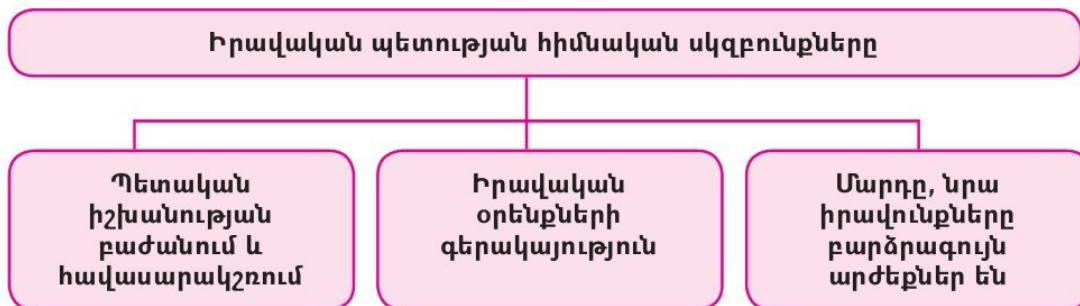 Իրավական պետության հիմնական սկզբունքները
Պետական
իշխանության
բաժանում և
հավասարակշռում
Իրավական
օրենքների
գերակայություն
Մարդը, նրա
իրավունքները
բարձրագույն
արժեքներ են